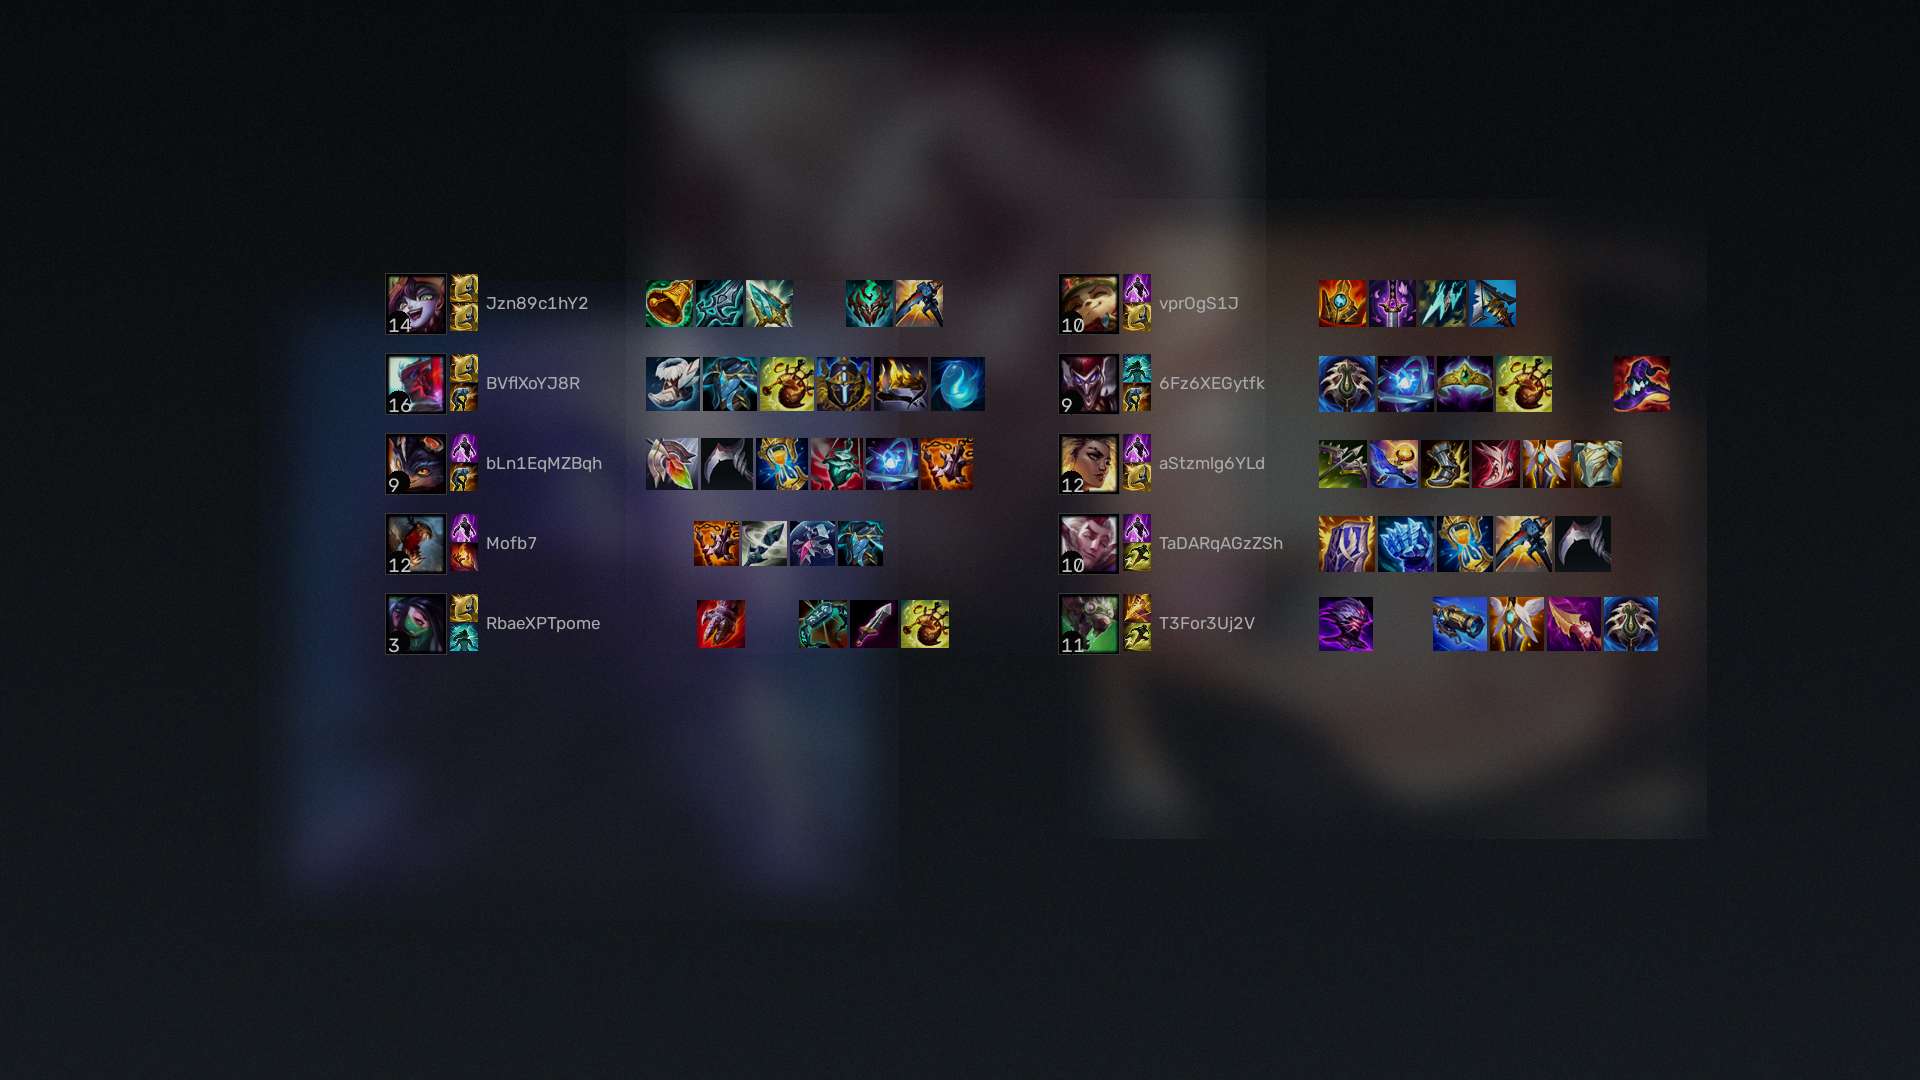 14 Jzn89c1hY2
16 BVflXoYJ8R
9 bLn1EqMZBqh
12 Mofb7
3 RbaeXPTpome
10 vprOgS1J
9 6Fz6XEGytfk
12 aStzmlg6YLd
10 TaDARqAGzZSh
11 T3For3Uj2V